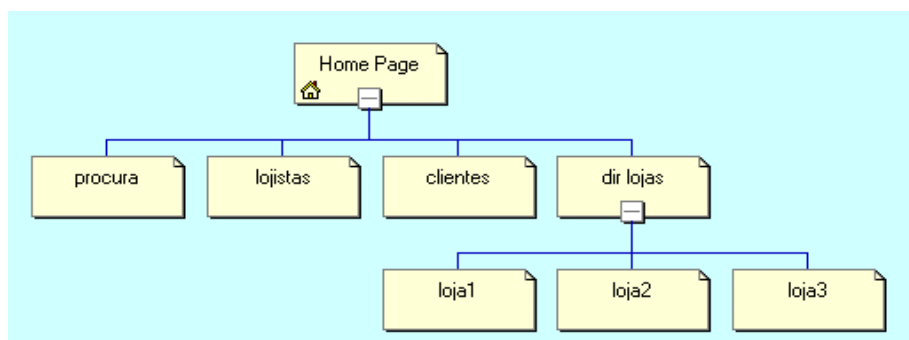 Home Page
procura
lojistas
clientes
dir lojas
loja1
loja2
loja3